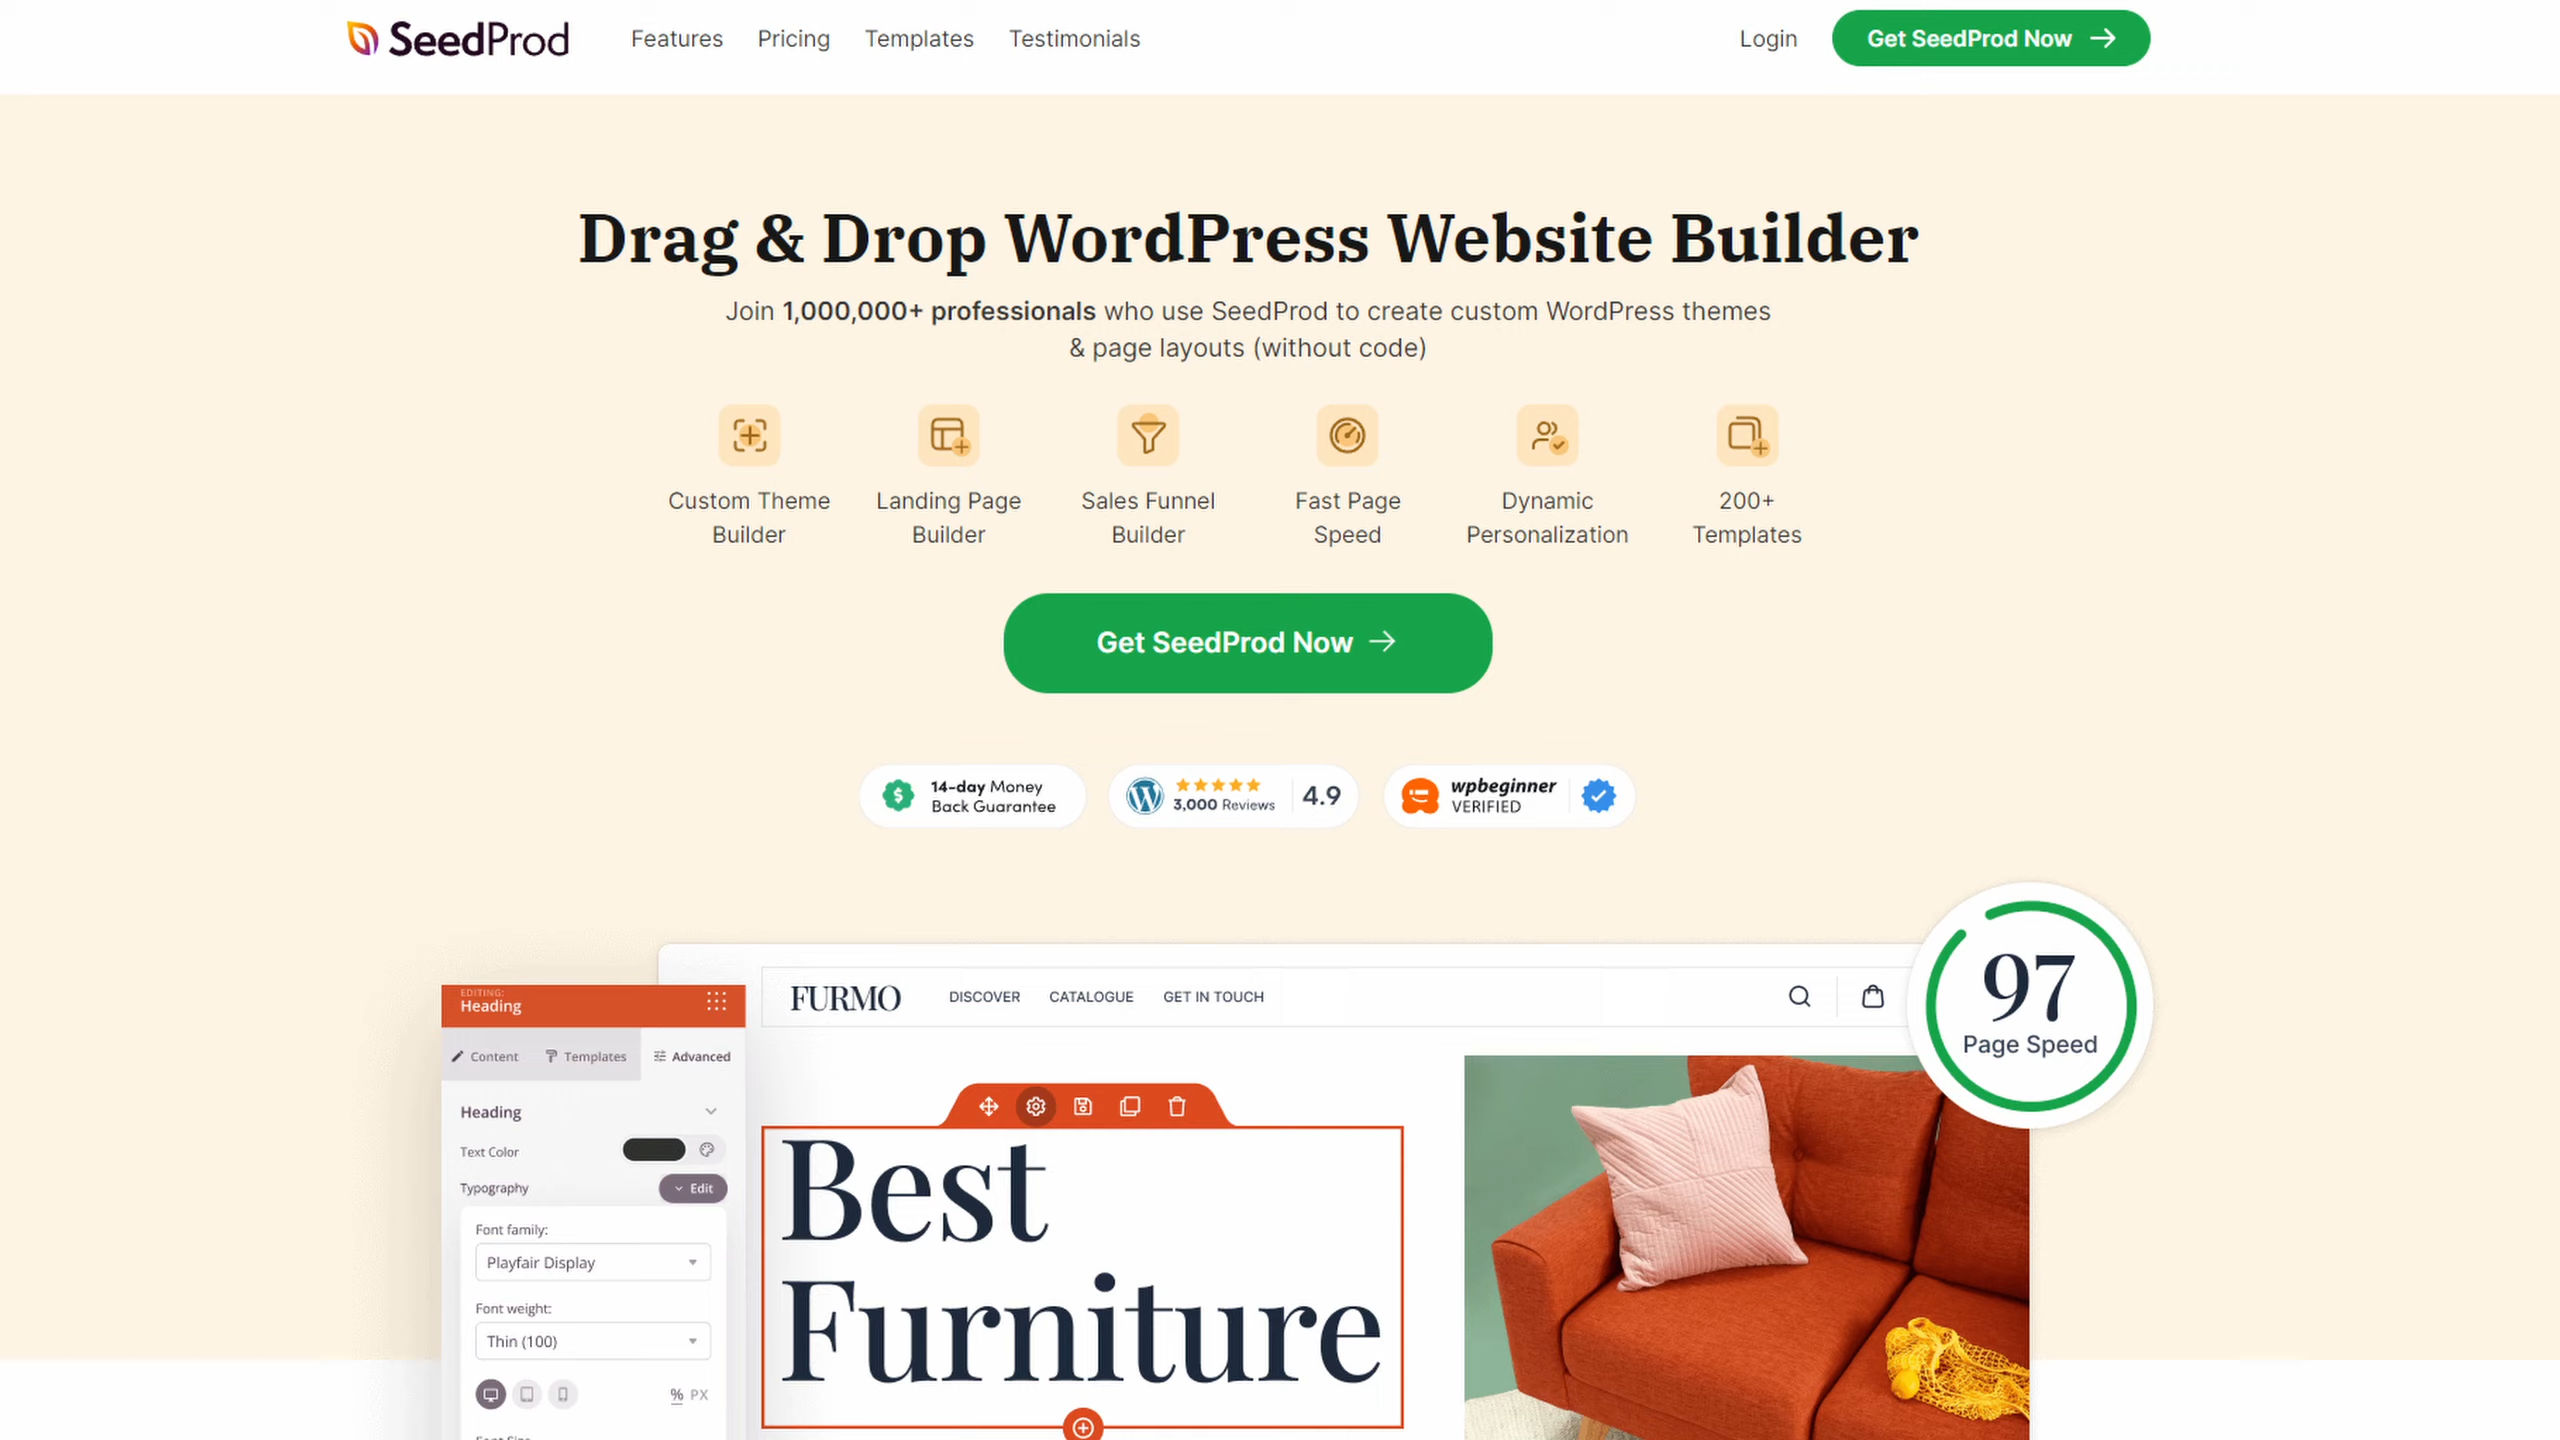 SeedProd
Features
Pricing
Templates
Testimonials
Login
Get SeedProd Now
Drag & Drop WordPress Website Builder
Join 1,000,000+ professionals who use SeedProd to create custom WordPress themes
& page layouts (without code)
Custom Theme
Builder
Landing Page
Builder
Sales Funnel
Builder
Fast Page
Speed
Dynamic
Personalization
200+
Templates
Get SeedProd Now
14-day Money
Back Guarantee
3,000 Reviews
4.9
wpbeginner
VERIFIED
97
Page Speed
FURMO
DISCOVER
CATALOGUE
GET IN TOUCH
EDITING:
Heading
Content
Templates
Advanced
Heading
Text Color
Typography
Edit
Font family:
Playfair Display
Font weight:
Thin (100)
% PX
Best
Furniture